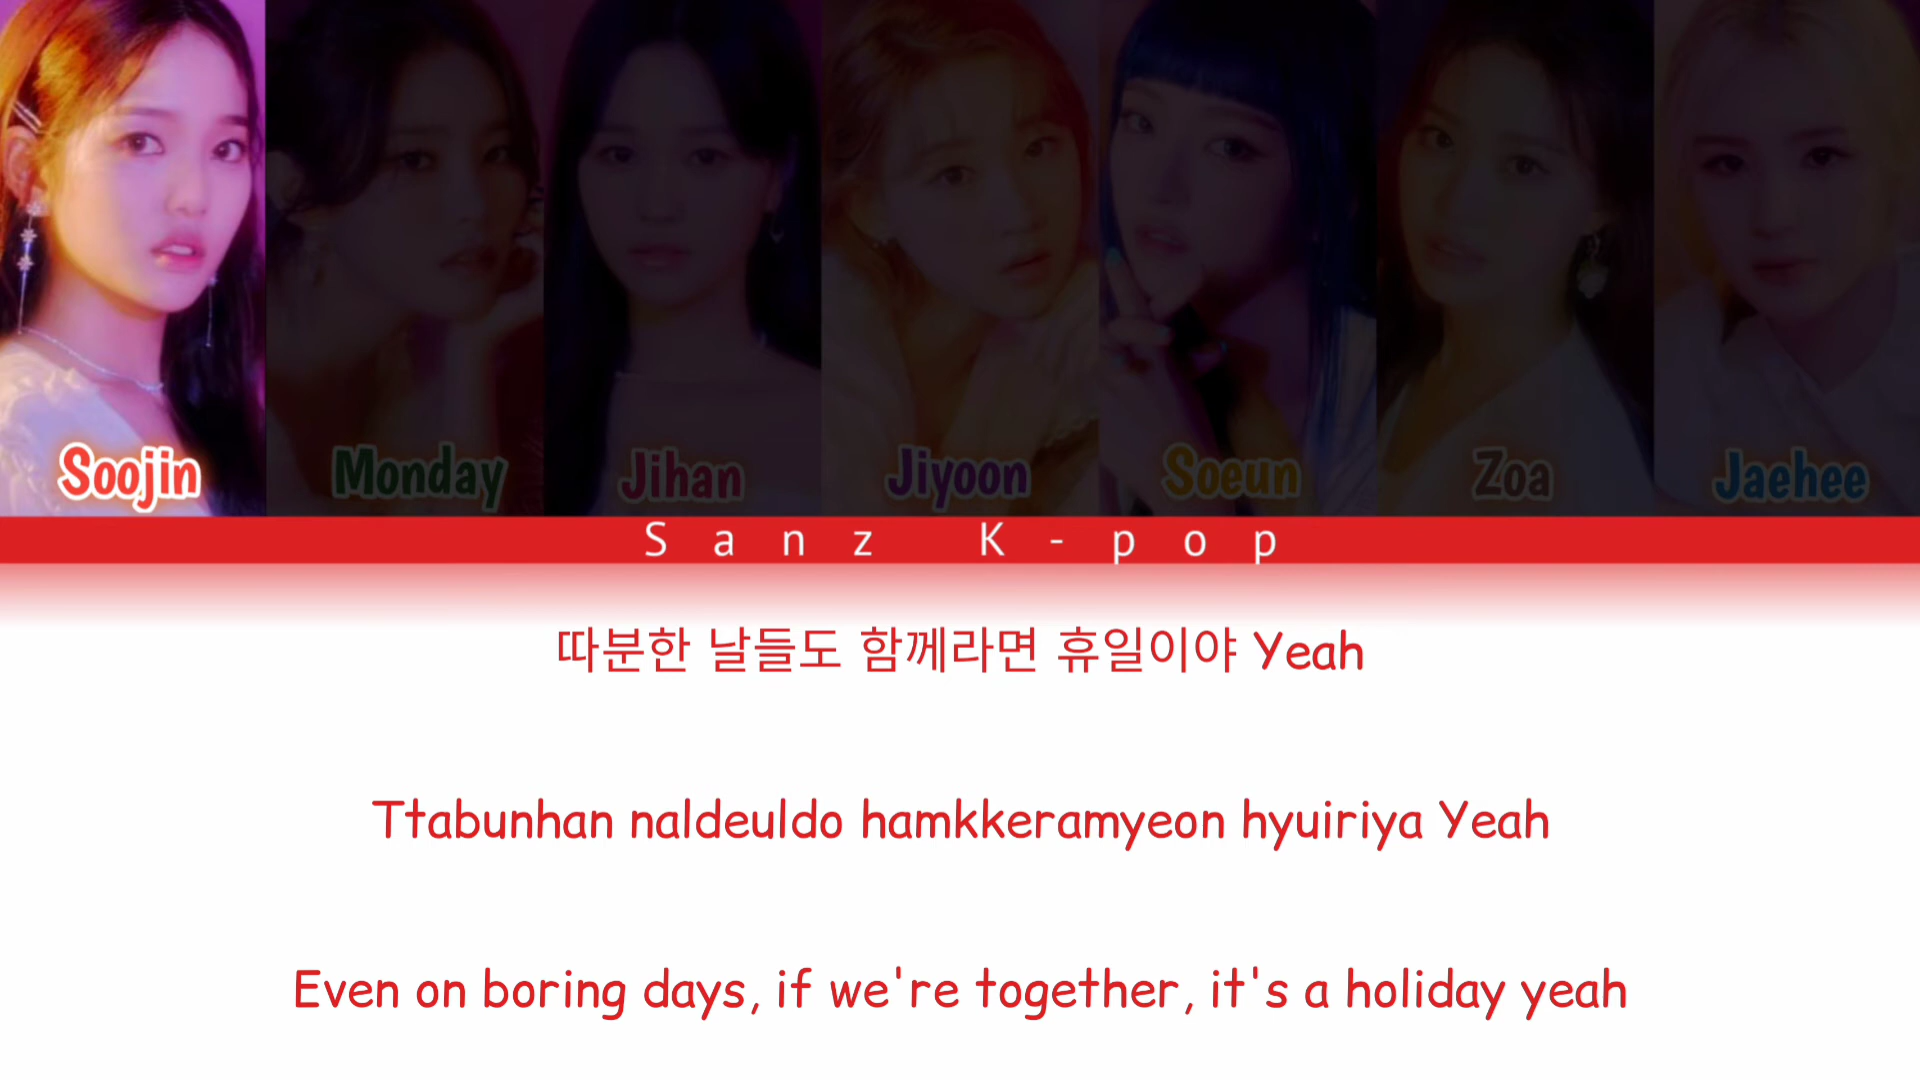 Soojin Monday Jihan Jiyoon Soeun Zoa Jaehee
Sanz K-pop
따분한 날들도 함께라면 휴일이야 Yeah
Ttabunhan naldeuldo hamkkeramyeon hyuiriya Yeah
Even on boring days, if we're together, it's a holiday yeah